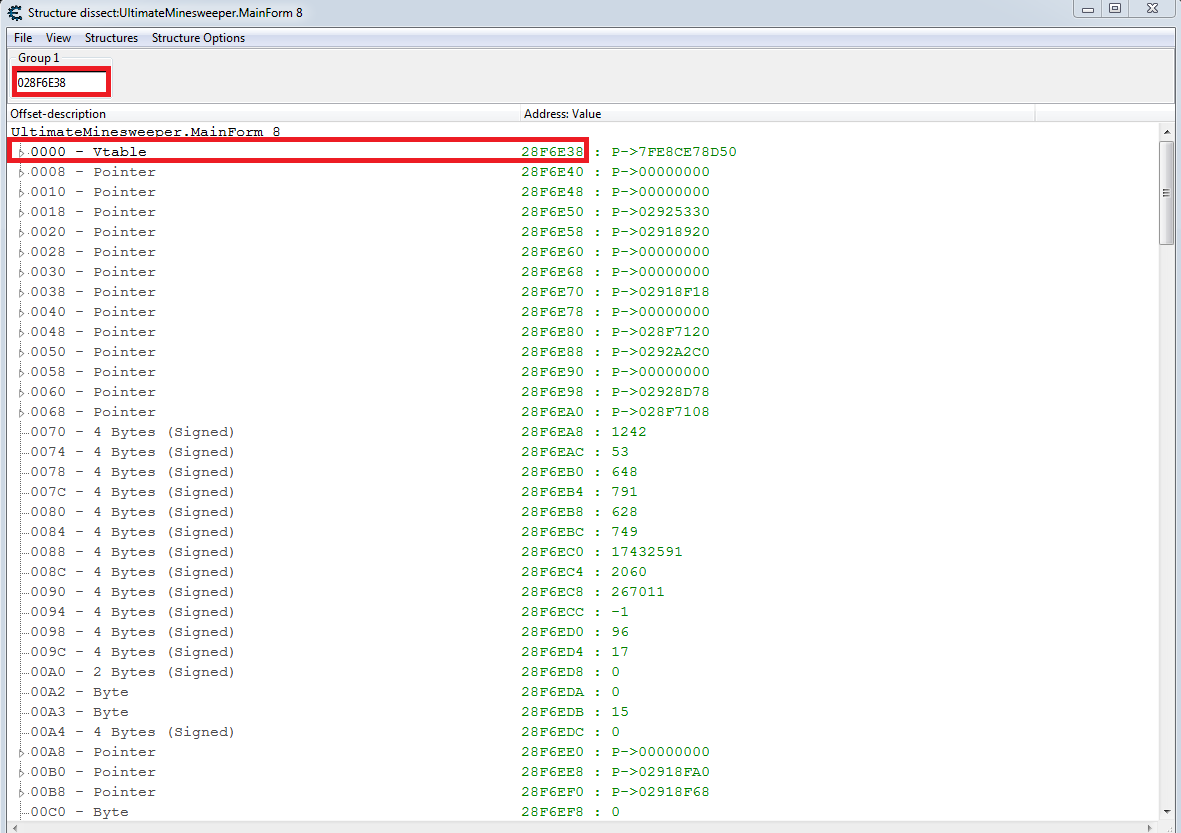 Structure dissect:UltimateMinesweeper.MainForm 8
File View Structures Structure Options
Group 1
028F6E38
Offset-description Address: Value
UltimateMinesweeper.MainForm 8
0000 - Vtable 28F6E38 : P->7FE8CE78D50
0008 - Pointer 28F6E40 : P->00000000
0010 - Pointer 28F6E48 : P->00000000
0018 - Pointer 28F6E50 : P->02925330
0020 - Pointer 28F6E58 : P->02918920
0028 - Pointer 28F6E60 : P->00000000
0030 - Pointer 28F6E68 : P->00000000
0038 - Pointer 28F6E70 : P->02918F18
0040 - Pointer 28F6E78 : P->00000000
0048 - Pointer 28F6E80 : P->028F7120
0050 - Pointer 28F6E88 : P->0292A2C0
0058 - Pointer 28F6E90 : P->00000000
0060 - Pointer 28F6E98 : P->02928D78
0068 - Pointer 28F6EA0 : P->028F7108
0070 - 4 Bytes (Signed) 28F6EA8 : 1242
0074 - 4 Bytes (Signed) 28F6EAC : 53
0078 - 4 Bytes (Signed) 28F6EB0 : 648
007C - 4 Bytes (Signed) 28F6EB4 : 791
0080 - 4 Bytes (Signed) 28F6EB8 : 628
0084 - 4 Bytes (Signed) 28F6EBC : 749
0088 - 4 Bytes (Signed) 28F6EC0 : 17432591
008C - 4 Bytes (Signed) 28F6EC4 : 2060
0090 - 4 Bytes (Signed) 28F6EC8 : 267011
0094 - 4 Bytes (Signed) 28F6ECC : -1
0098 - 4 Bytes (Signed) 28F6ED0 : 96
009C - 4 Bytes (Signed) 28F6ED4 : 17
00A0 - 2 Bytes (Signed) 28F6ED8 : 0
00A2 - Byte 28F6EDA : 0
00A3 - Byte 28F6EDB : 15
00A4 - 4 Bytes (Signed) 28F6EDC : 0
00A8 - Pointer 28F6EE0 : P->00000000
00B0 - Pointer 28F6EE8 : P->02918FA0
00B8 - Pointer 28F6EF0 : P->02918F68
00C0 - Byte 28F6EF8 : 0